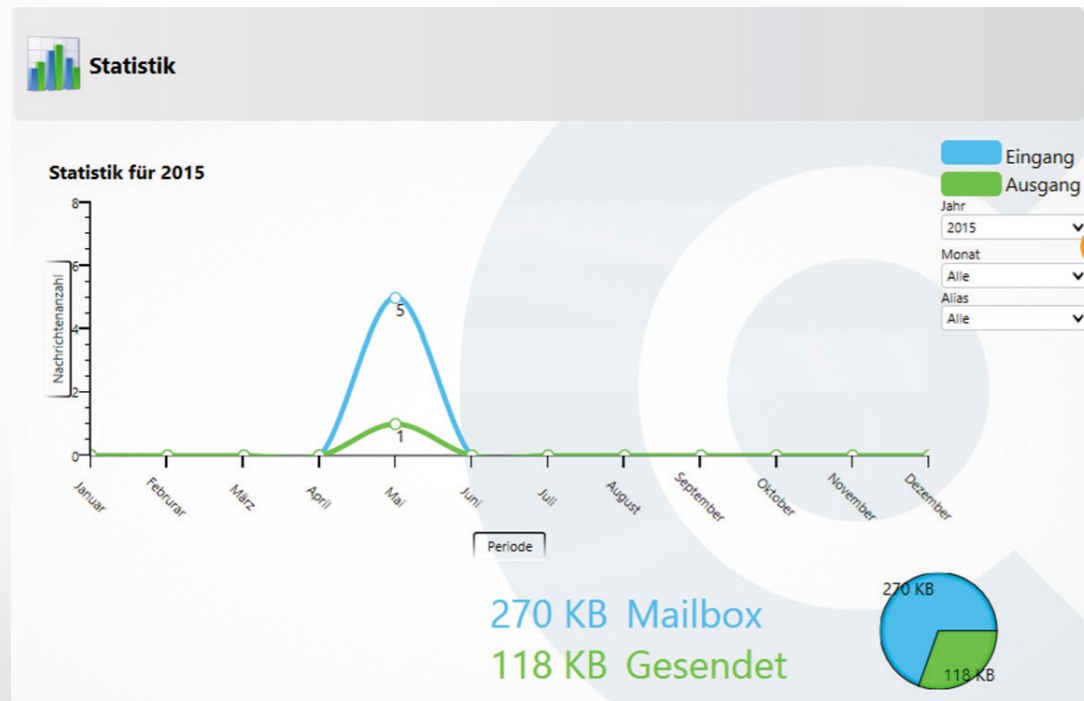 Statistik
Statistik für 2015
Eingang
Ausgang
Jahr
2015
Monat
Alle
Alias
Alle
Nachrichtenanzahl
8
6
4
2
0
5
1
Januar
Februrar
März
April
Mai
Juni
Juli
August
September
Oktober
November
Dezember
Periode
270 KB Mailbox
118 KB Gesendet
270 KB
118 KB